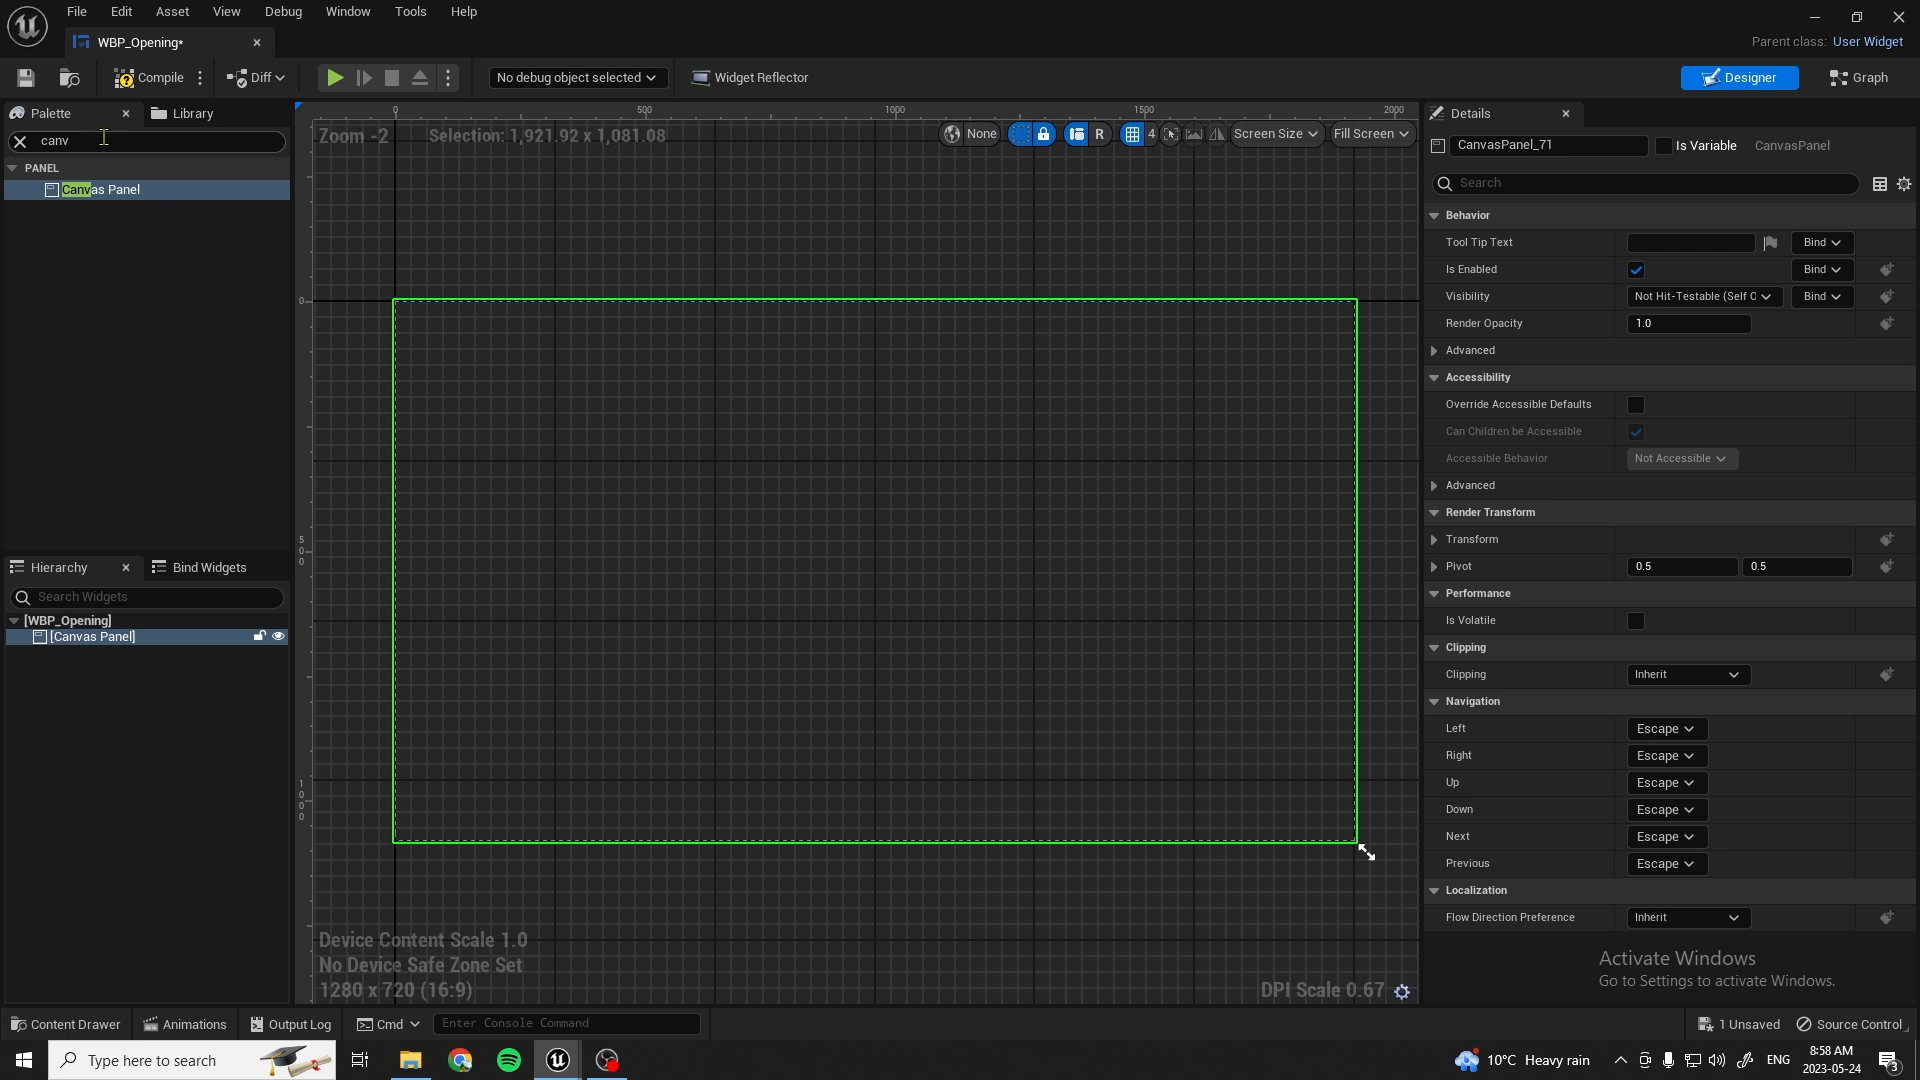 File Edit Asset View Debug Window Tools Help
WBP_Opening*
Parent class: User Widget
Compile Diff No debug object selected Widget Reflector Designer Graph
Palette Library
canv
PANEL
Canvas Panel
Hierarchy Bind Widgets
Search Widgets
[WBP_Opening]
[Canvas Panel]
0 500 1000 1500 2000
Zoom -2 Selection: 1,921.92 x 1,081.08 None R 4 Screen Size Fill Screen
0
500
1000
Device Content Scale 1.0
No Device Safe Zone Set
1280 x 720 (16:9) DPI Scale 0.67
Details
CanvasPanel_71 Is Variable CanvasPanel
Search
Behavior
Tool Tip Text Bind
Is Enabled Bind
Visibility Not Hit-Testable (Self C Bind
Render Opacity 1.0
Advanced
Accessibility
Override Accessible Defaults
Can Children be Accessible
Accessible Behavior Not Accessible
Advanced
Render Transform
Transform
Pivot 0.5 0.5
Performance
Is Volatile
Clipping
Clipping Inherit
Navigation
Left Escape
Right Escape
Up Escape
Down Escape
Next Escape
Previous Escape
Localization
Flow Direction Preference Inherit
Activate Windows
Go to Settings to activate Windows.
Content Drawer Animations Output Log Cmd Enter Console Command 1 Unsaved Source Control
Type here to search 10°C Heavy rain ENG 8:58 AM
2023-05-24 3